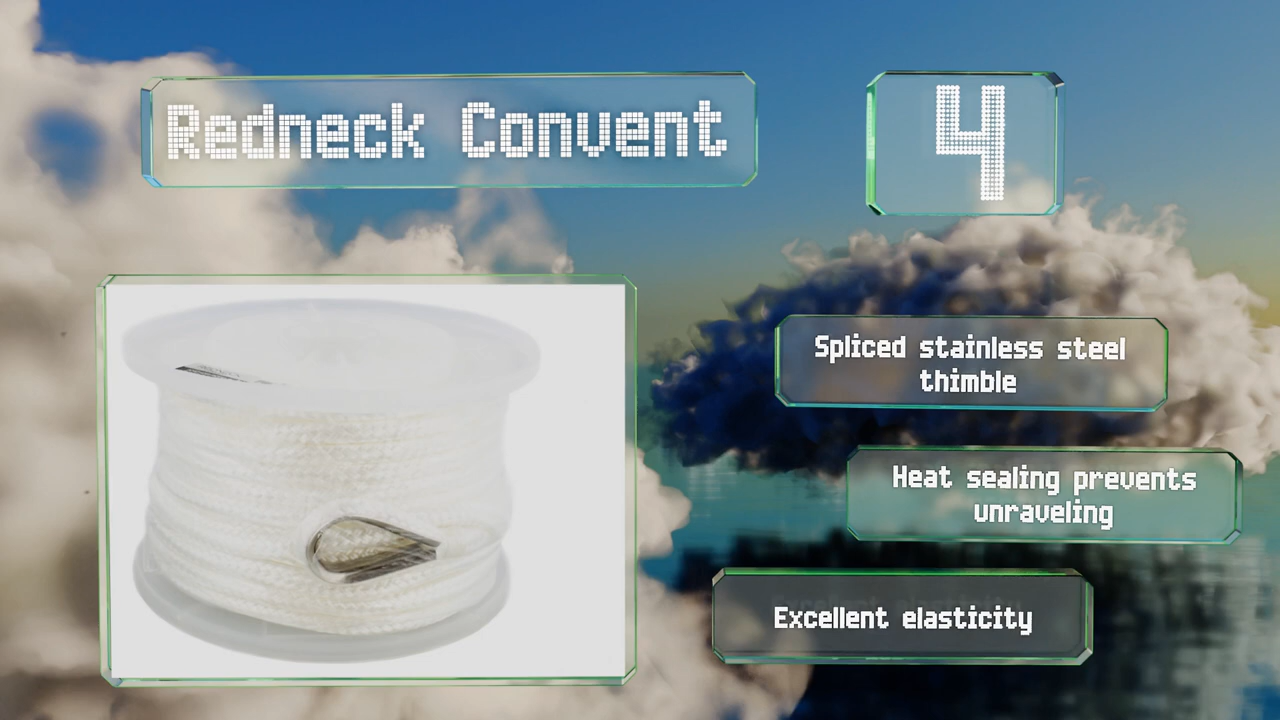 Redneck Convent
4
Spliced stainless steel
thimble
Heat sealing prevents
unraveling
Excellent elasticity